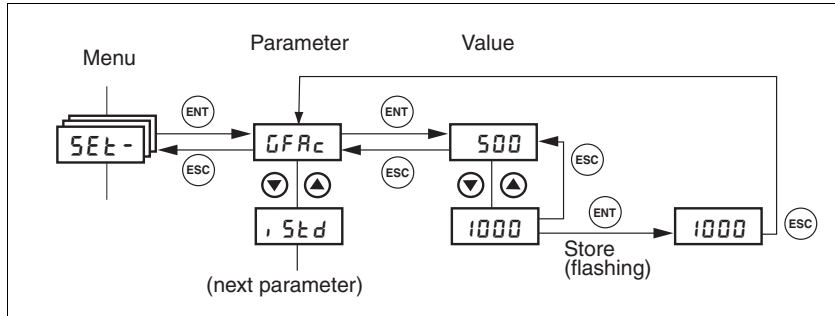 Menu
Parameter
Value
ENT
ENT
SEt-
GFAc
500
ESC
ESC
ESC
iStd
1000
ENT
1000
ESC
Store
(flashing)
(next parameter)